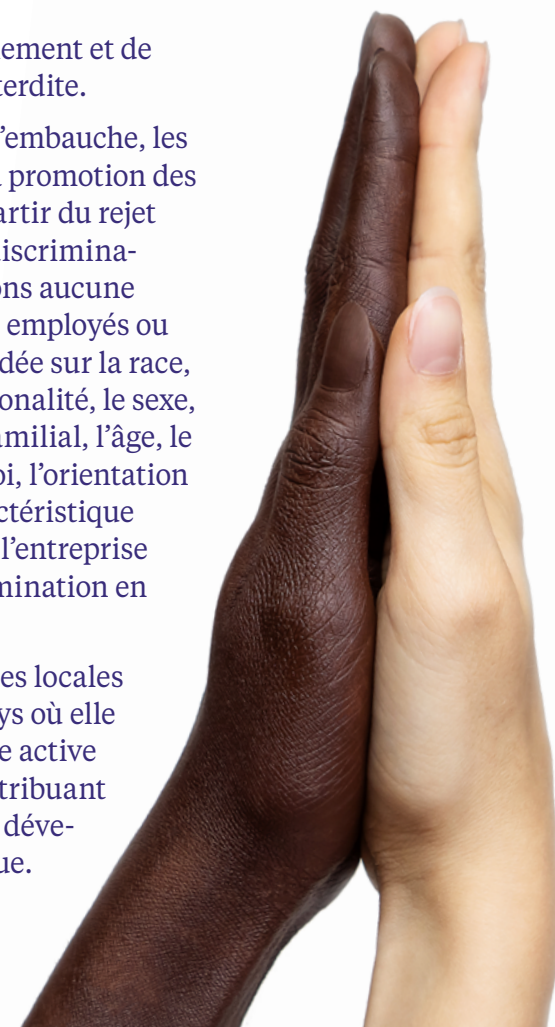 ement et de
terdite.
'embauche, les
promotion des
artir du rejet
iscrimina-
ns aucune
employés ou
dée sur la race,
onalité, le sexe,
milial, l'âge, le
oi, l'orientation
ctéristique
l'entreprise
mination en
es locales
ys où elle
e active
tribuant
déve-
ue.